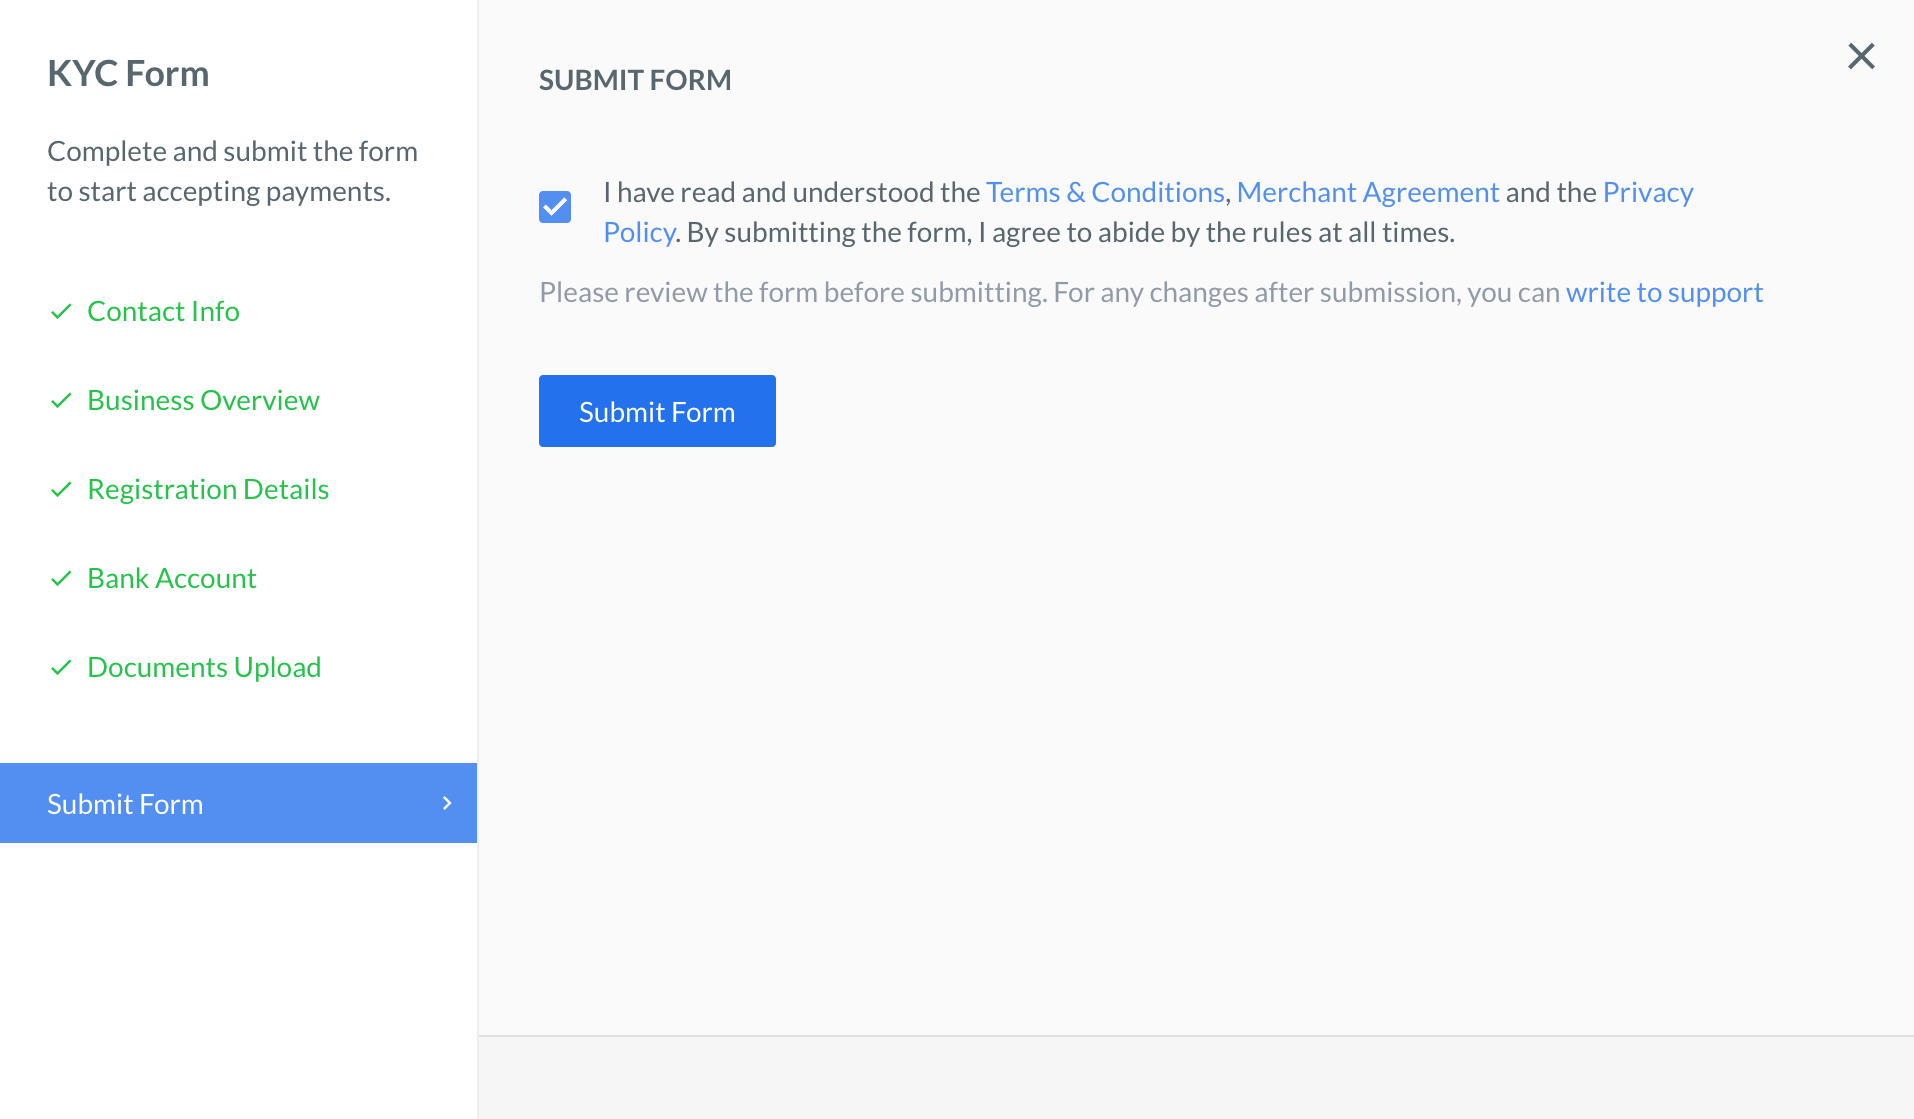 KYC Form
Complete and submit the form
to start accepting payments.
Contact Info
Business Overview
Registration Details
Bank Account
Documents Upload
Submit Form
SUBMIT FORM
I have read and understood the Terms & Conditions, Merchant Agreement and the Privacy
Policy. By submitting the form, I agree to abide by the rules at all times.
Please review the form before submitting. For any changes after submission, you can write to support
Submit Form